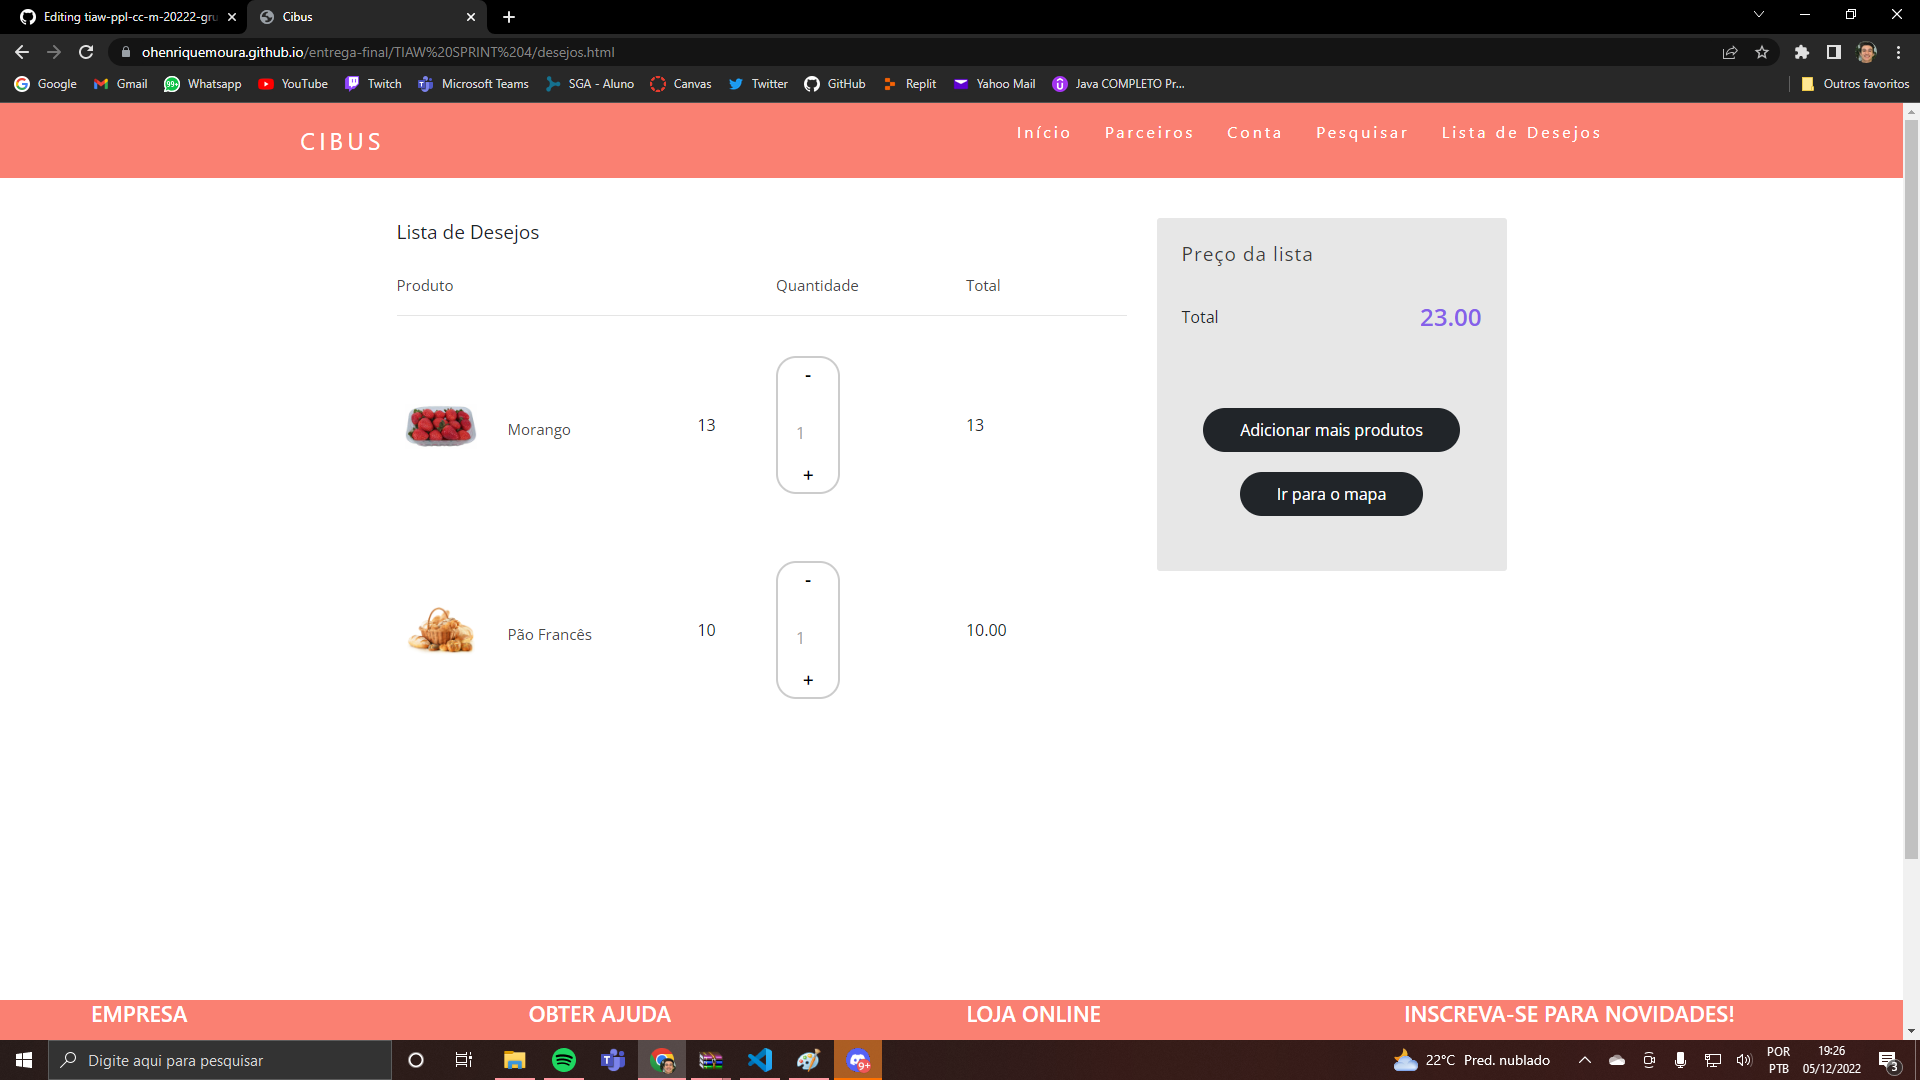 Editing tiaw-ppl-cc-m-20222-gru
Cibus
ohenriquemoura.github.io/entrega-final/TIAW%20SPRINT%204/desejos.html
Google Gmail Whatsapp YouTube Twitch Microsoft Teams SGA - Aluno Canvas Twitter GitHub Replit Yahoo Mail Java COMPLETO Pr... Outros favoritos
99+
CIBUS
Início Parceiros Conta Pesquisar Lista de Desejos
Lista de Desejos
Produto Quantidade Total
-
Morango 13 1 13
+
-
Pão Francês 10 1 10.00
+
Preço da lista
Total 23.00
Adicionar mais produtos
Ir para o mapa
EMPRESA OBTER AJUDA LOJA ONLINE INSCREVA-SE PARA NOVIDADES!
Digite aqui para pesquisar
9+
22°C Pred. nublado
POR
PTB
19:26
05/12/2022
3